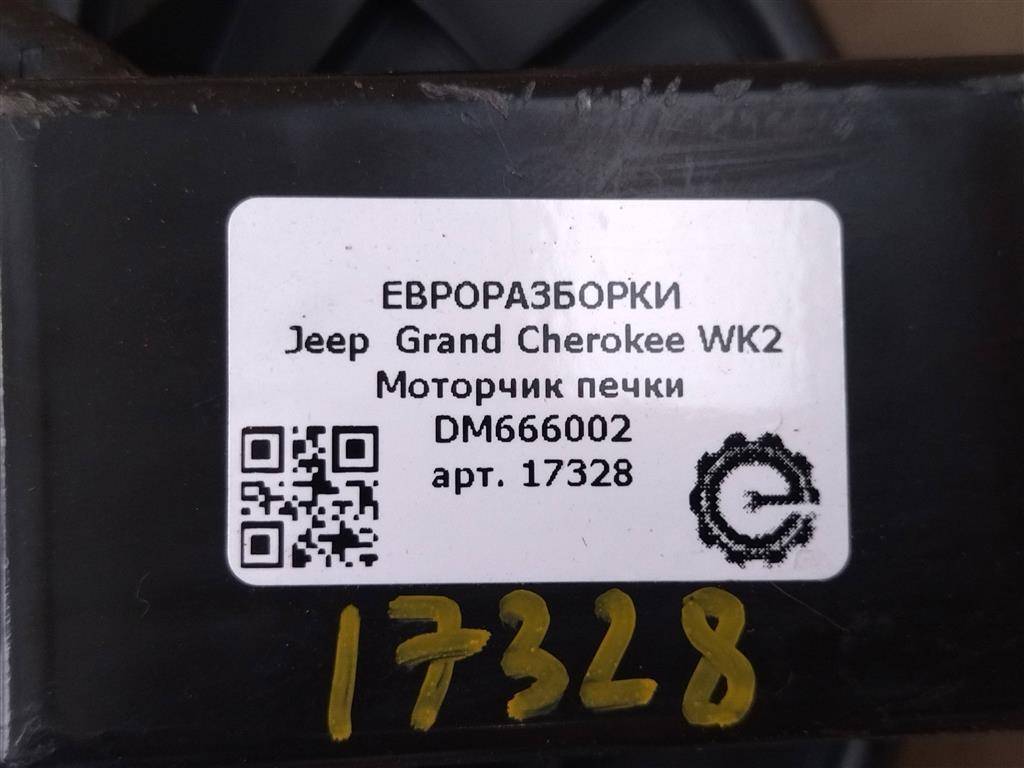 ЕВРОРАЗБОРКИ
Jeep Grand Cherokee WK2
Моторчик печки
DM666002
арт. 17328
17328